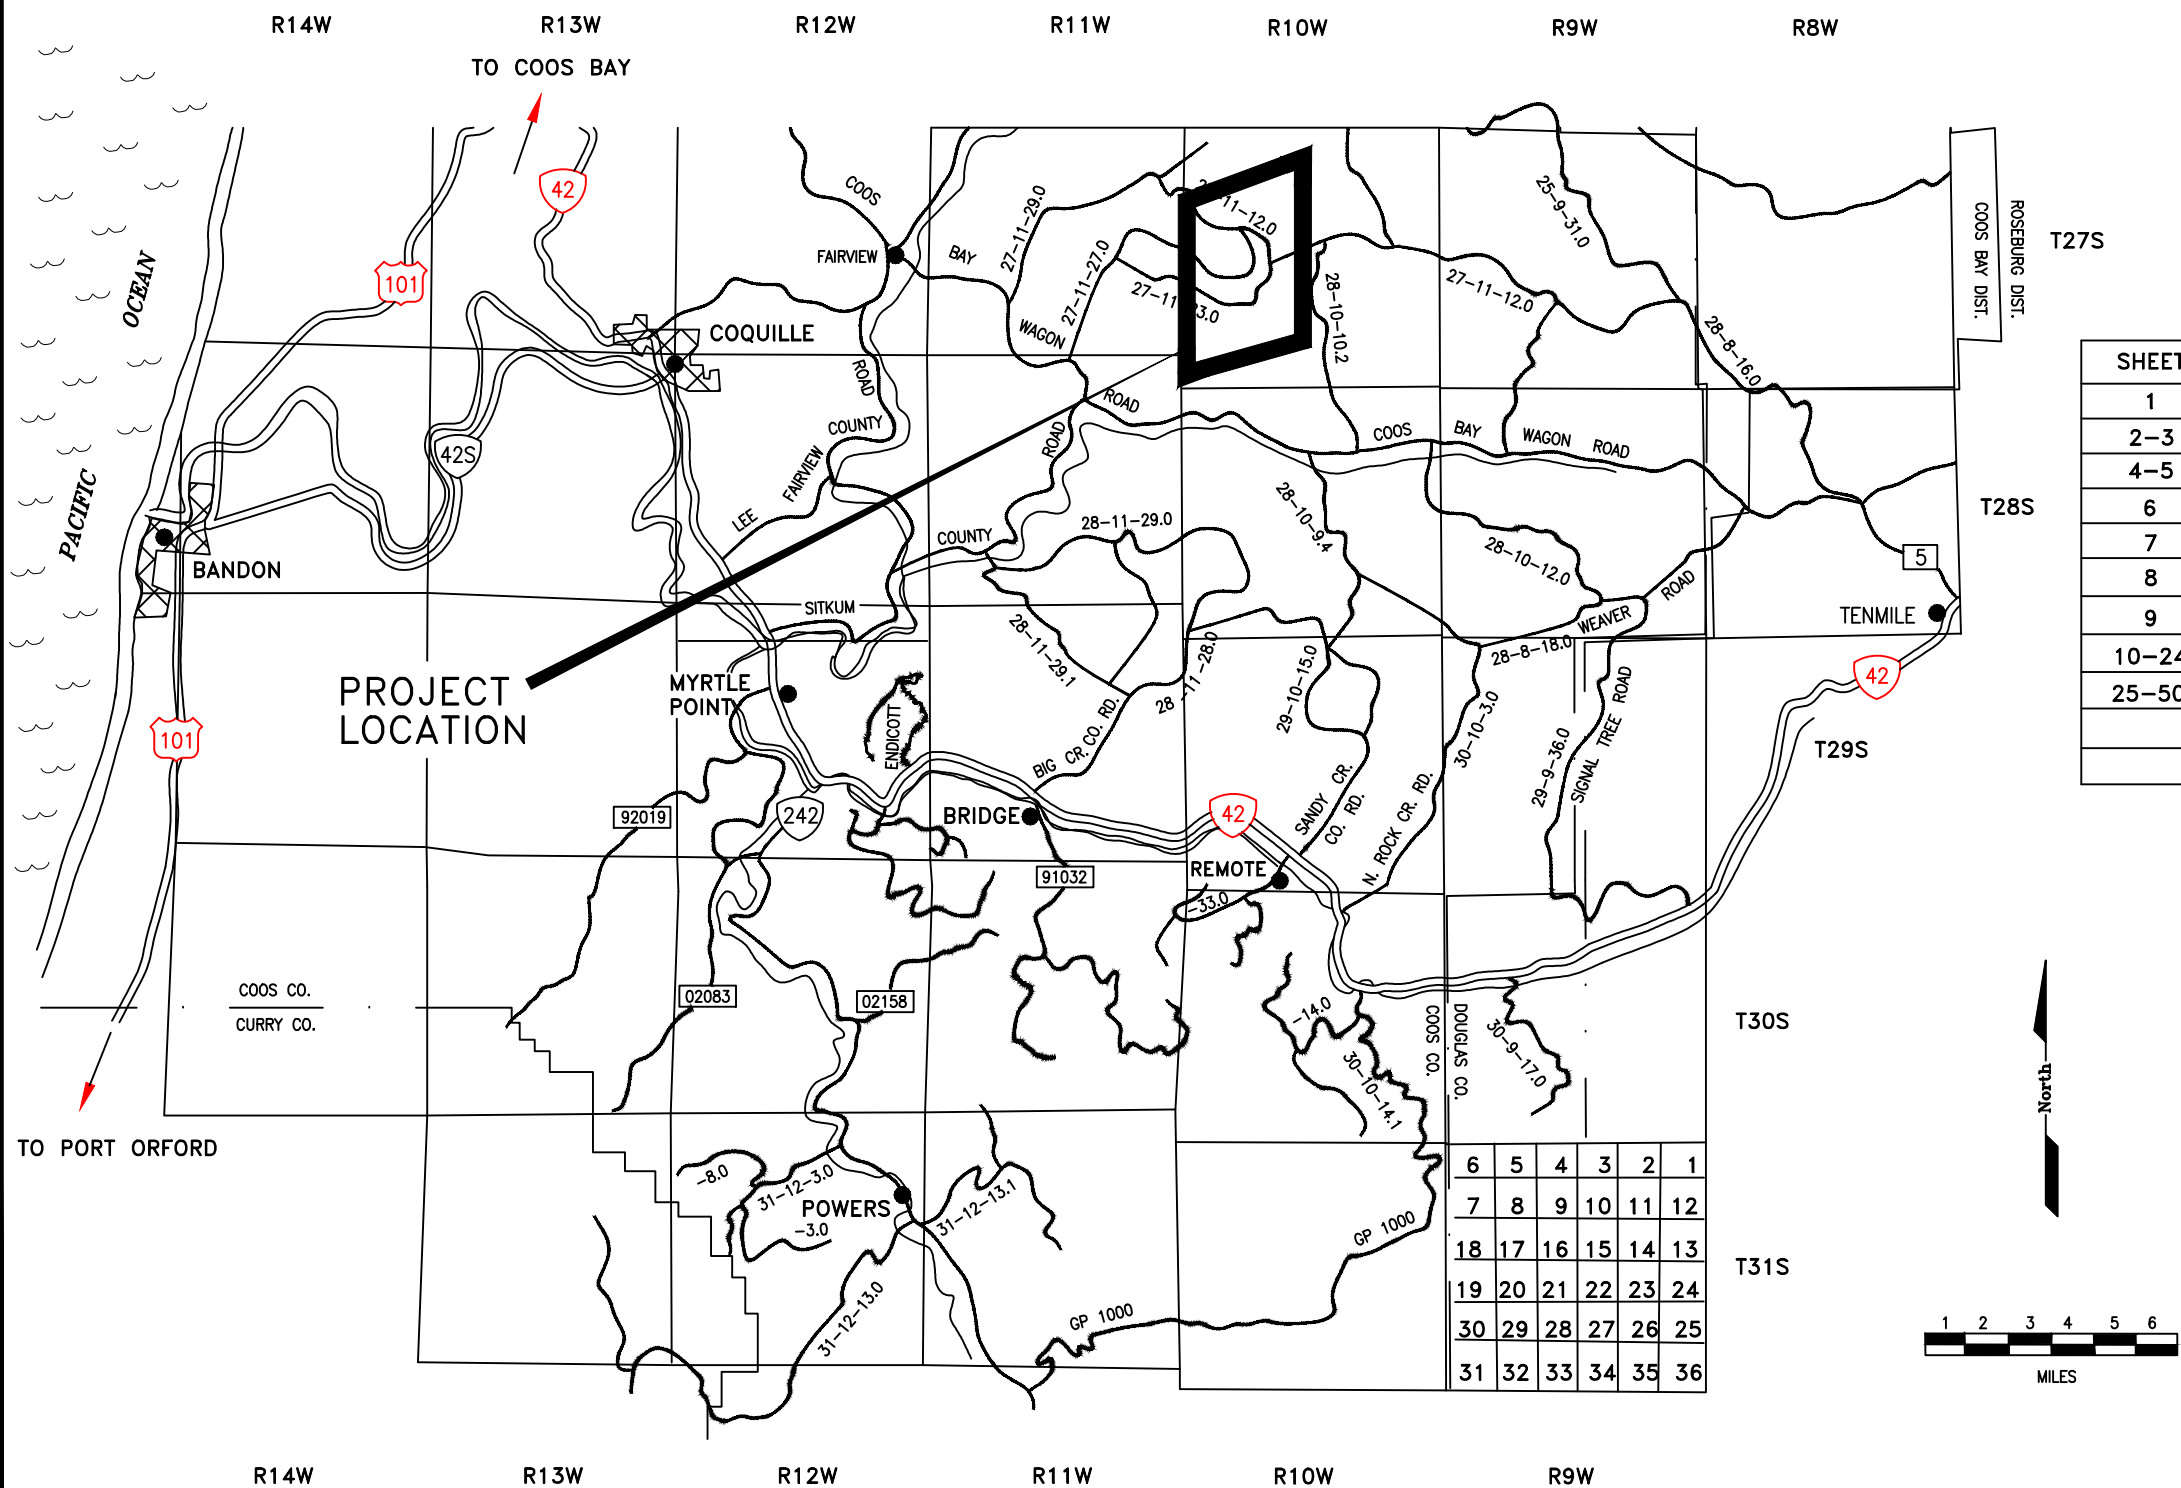 R14W
R13W
R12W
R11W
R10W
R9W
R8W
TO COOS BAY
42
101
OCEAN
PACIFIC
COOS
FAIRVIEW
BAY
27-11-29.0
27-11-27.0
WAGON
11-12.0
27-11
3.0
28-10-10.2
25-9-31.0
27-11-12.0
28-8-16.0
COOS BAY DIST.
ROSEBURG DIST.
T27S
COQUILLE
ROAD
COUNTY
FAIRVIEW
LEE
42S
ROAD
ROAD
COOS
BAY
WAGON
ROAD
SHEET
1
2-3
4-5
6
7
8
9
10-24
25-50
T28S
COUNTY
28-11-29.0
28-10-9.4
28-10-12.0
ROAD
WEAVER
5
TENMILE
BANDON
SITKUM
28-11-29.1
28
11-28.0
29-10-15.0
28-8-18.0
30-10-3.0
29-9-36.0
SIGNAL TREE ROAD
42
T29S
PROJECT
LOCATION
MYRTLE
POINT
ENDICOTT
BIG CR. CO. RD.
101
92019
242
BRIDGE
42
SANDY CR.
CO. RD.
N. ROCK CR. RD.
REMOTE
91032
-33.0
COOS CO.
CURRY CO.
02083
02158
-14.0
30-10-14.1
COOS CO.
DOUGLAS CO.
30-9-17.0
T30S
North
TO PORT ORFORD
-8.0
31-12-3.0
-3.0
POWERS
31-12-13.1
31-12-13.0
GP 1000
GP 1000
6 5 4 3 2 1
7 8 9 10 11 12
18 17 16 15 14 13
19 20 21 22 23 24
30 29 28 27 26 25
31 32 33 34 35 36
T31S
1 2 3 4 5 6
MILES
R14W
R13W
R12W
R11W
R10W
R9W